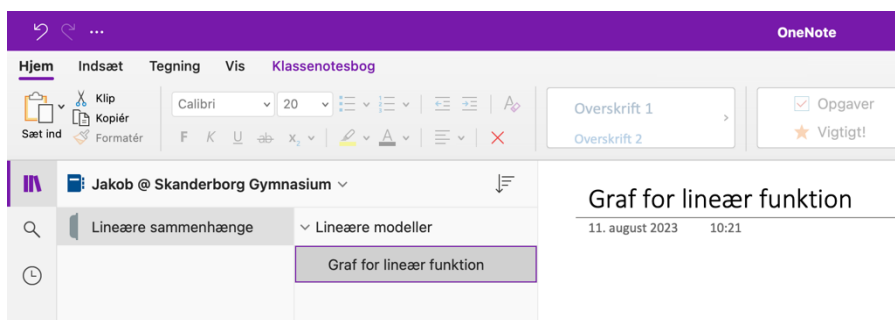 OneNote
Hjem Indsæt Tegning Vis Klassenotesbog
Sæt ind
Klip
Kopiér
Formatér
Calibri 20
F K U ab x₂ A
Overskrift 1
Overskrift 2
Opgaver
Vigtigt!
Jakob @ Skanderborg Gymnasium
Lineære sammenhænge
Lineære modeller
Graf for lineær funktion
Graf for lineær funktion
11. august 2023 10:21